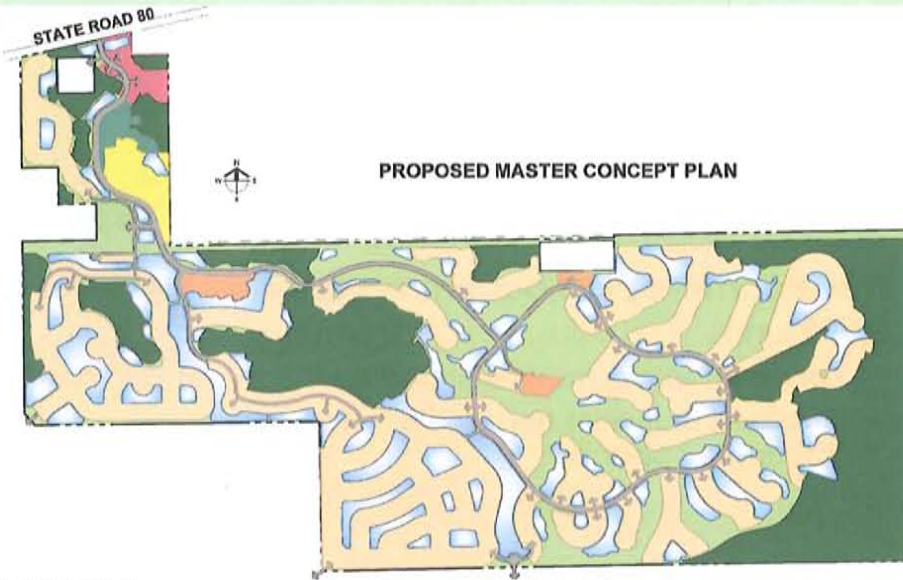 STATE ROAD 80
N
W E
S
PROPOSED MASTER CONCEPT PLAN